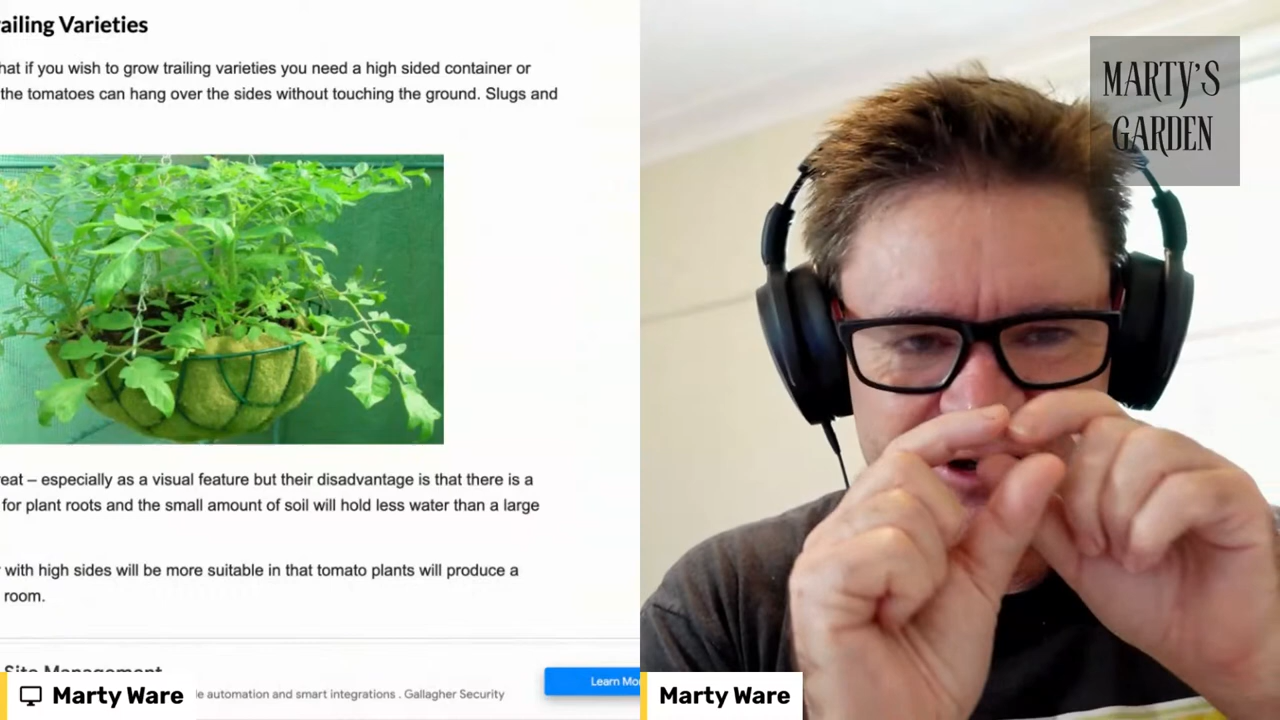 ailing Varieties
hat if you wish to grow trailing varieties you need a high sided container or
the tomatoes can hang over the sides without touching the ground. Slugs and
eat – especially as a visual feature but their disadvantage is that there is a
for plant roots and the small amount of soil will hold less water than a large
with high sides will be more suitable in that tomato plants will produce a
room.
Site Management
e automation and smart integrations . Gallagher Security
Learn Mo
Marty Ware
MARTY'S
GARDEN
Marty Ware